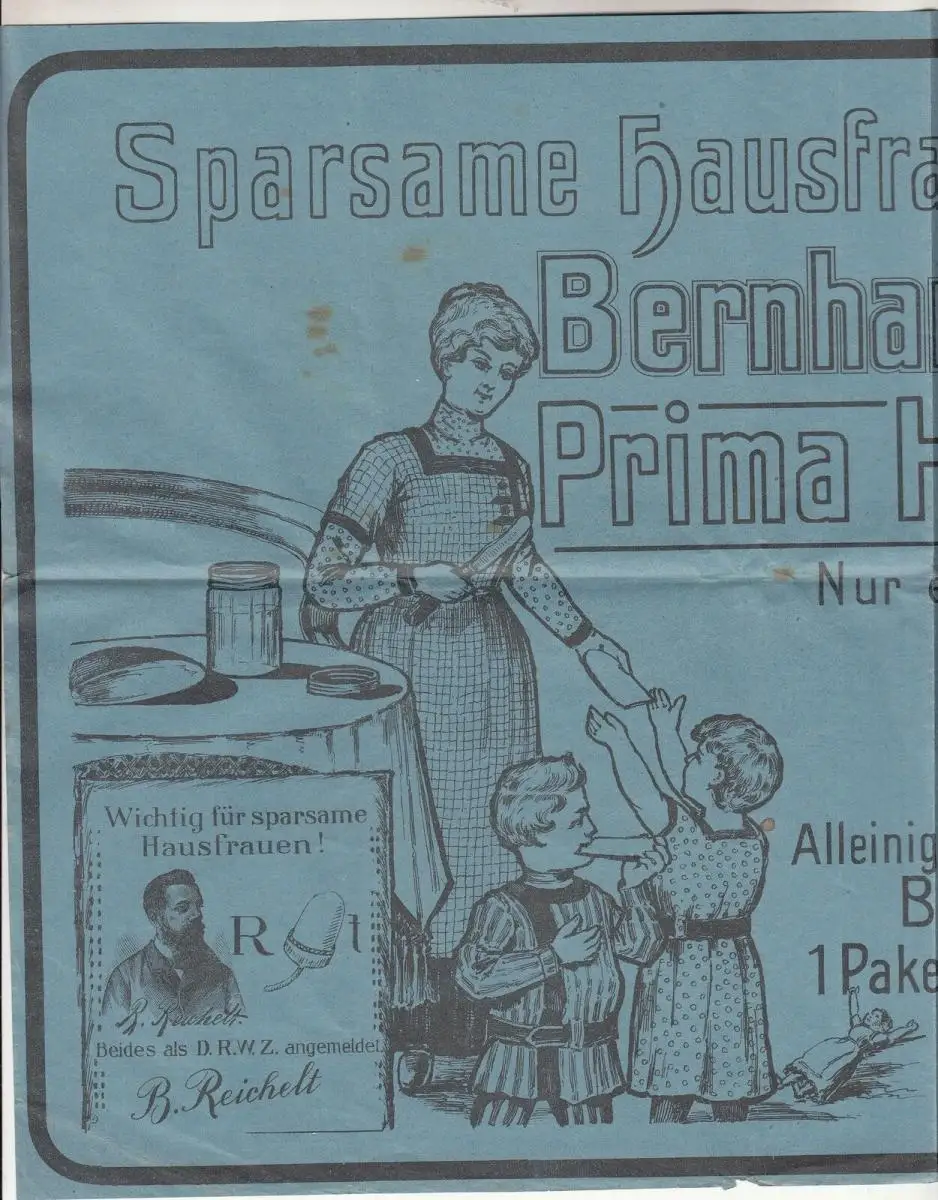 Sparsame Hausfra
Bernha
Prima H
Nur
Alleinig
B
1 Pake
Wichtig für sparsame
Hausfrauen!
R t
B. Reichelt.
Beides als D.R.W.Z. angemeldet
B. Reichelt